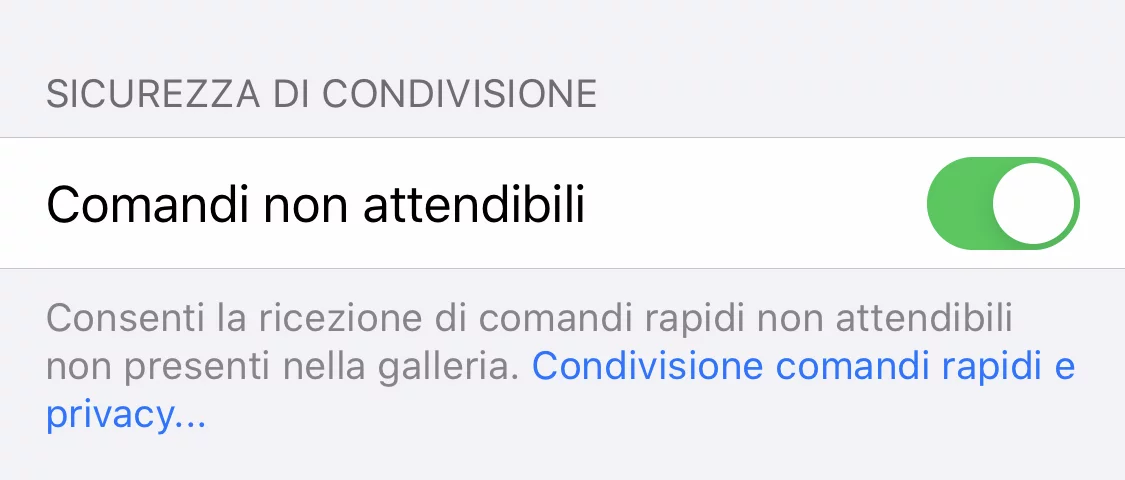 SICUREZZA DI CONDIVISIONE
Comandi non attendibili
Consenti la ricezione di comandi rapidi non attendibili
non presenti nella galleria. Condivisione comandi rapidi e
privacy...